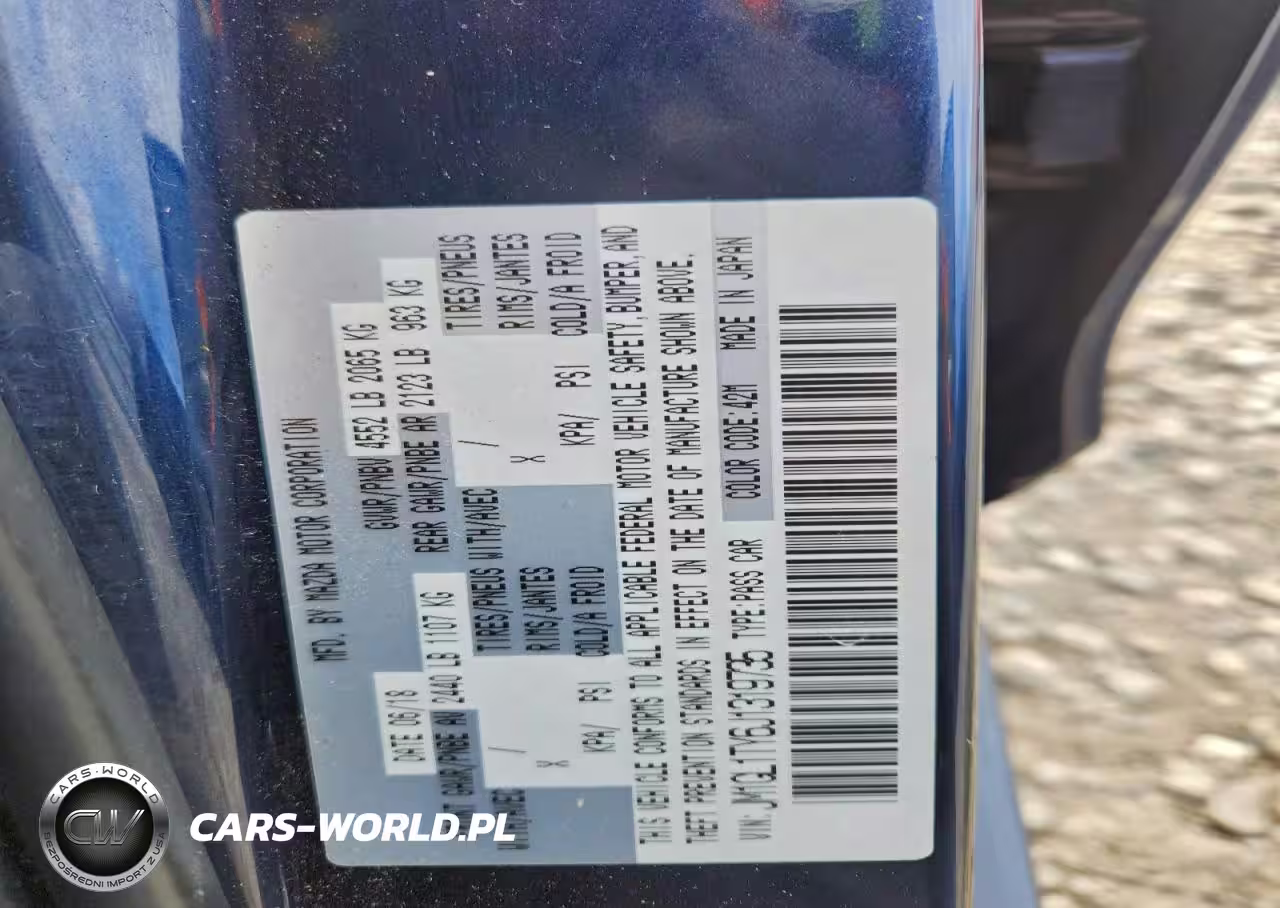 MFD. BY MAZDA MOTOR CORPORATION
DATE 06/18 GVWR/PNBV 4552 LB 2065 KG
GAWR/PNBE AV 2440 LB 1107 KG REAR GAWR/PNBE AR 2123 LB 963 KG
TIRES/PNEUS WITH/AVEC / TIRES/PNEUS
X RIMS/JANTES X RIMS/JANTES
KPA/ PSI COLD/A FROID KPA/ PSI COLD/A FROID
THIS VEHICLE CONFORMS TO ALL APPLICABLE FEDERAL MOTOR VEHICLE SAFETY, BUMPER, AND
THEFT PREVENTION STANDARDS IN EFFECT ON THE DATE OF MANUFACTURE SHOWN ABOVE.
VIN: TYPE:PASS CAR COLOR CODE:42M MADE IN JAPAN
CARS-WORLD
CW
BEZPOŚREDNI IMPORT Z USA
CARS-WORLD.PL